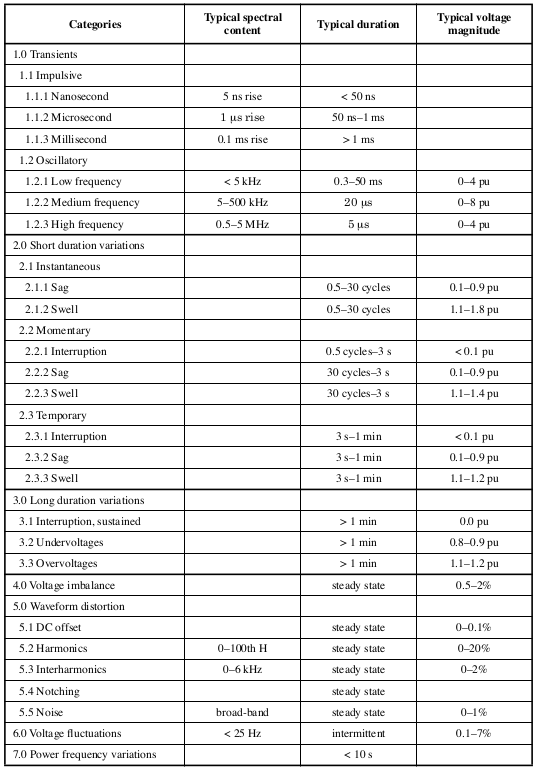 Categories Typical spectral content Typical duration Typical voltage magnitude
1.0 Transients
1.1 Impulsive
1.1.1 Nanosecond 5 ns rise < 50 ns
1.1.2 Microsecond 1 μs rise 50 ns–1 ms
1.1.3 Millisecond 0.1 ms rise > 1 ms
1.2 Oscillatory
1.2.1 Low frequency < 5 kHz 0.3–50 ms 0–4 pu
1.2.2 Medium frequency 5–500 kHz 20 μs 0–8 pu
1.2.3 High frequency 0.5–5 MHz 5 μs 0–4 pu
2.0 Short duration variations
2.1 Instantaneous
2.1.1 Sag 0.5–30 cycles 0.1–0.9 pu
2.1.2 Swell 0.5–30 cycles 1.1–1.8 pu
2.2 Momentary
2.2.1 Interruption 0.5 cycles–3 s < 0.1 pu
2.2.2 Sag 30 cycles–3 s 0.1–0.9 pu
2.2.3 Swell 30 cycles–3 s 1.1–1.4 pu
2.3 Temporary
2.3.1 Interruption 3 s–1 min < 0.1 pu
2.3.2 Sag 3 s–1 min 0.1–0.9 pu
2.3.3 Swell 3 s–1 min 1.1–1.2 pu
3.0 Long duration variations
3.1 Interruption, sustained > 1 min 0.0 pu
3.2 Undervoltages > 1 min 0.8–0.9 pu
3.3 Overvoltages > 1 min 1.1–1.2 pu
4.0 Voltage imbalance steady state 0.5–2%
5.0 Waveform distortion
5.1 DC offset steady state 0–0.1%
5.2 Harmonics 0–100th H steady state 0–20%
5.3 Interharmonics 0–6 kHz steady state 0–2%
5.4 Notching steady state
5.5 Noise broad-band steady state 0–1%
6.0 Voltage fluctuations < 25 Hz intermittent 0.1–7%
7.0 Power frequency variations < 10 s